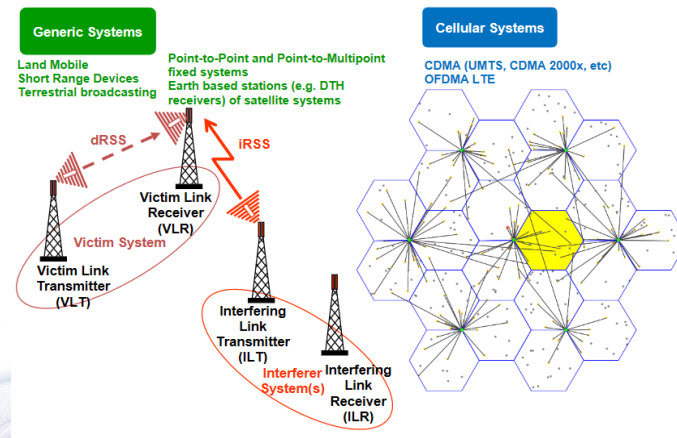 Generic Systems
Land Mobile
Short Range Devices
Terrestrial broadcasting
Point-to-Point and Point-to-Multipoint
fixed systems
Earth based stations (e.g. DTH
receivers) of satellite systems
dRSS
iRSS
Victim Link
Receiver
(VLR)
Victim System
Victim Link
Transmitter
(VLT)
Interfering
Link
Transmitter
(ILT)
Interferer
System(s)
Interfering
Link
Receiver
(ILR)
Cellular Systems
CDMA (UMTS, CDMA 2000x, etc)
OFDMA LTE